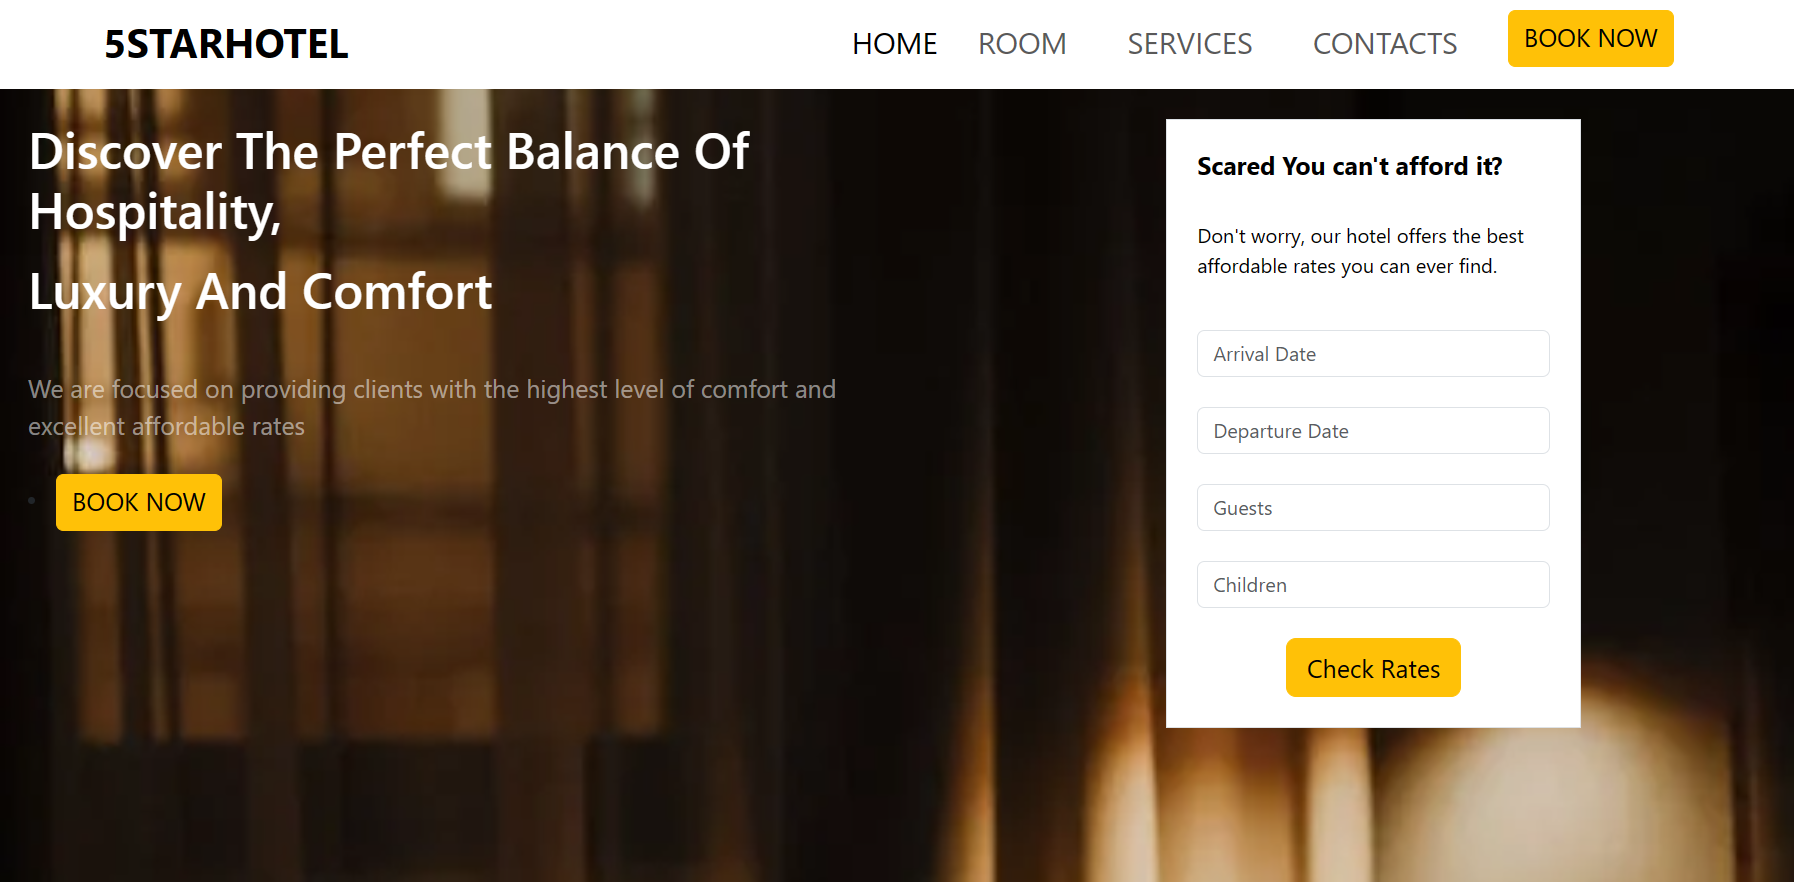 5STARHOTEL
HOME ROOM SERVICES CONTACTS BOOK NOW
Discover The Perfect Balance Of
Hospitality,
Luxury And Comfort
We are focused on providing clients with the highest level of comfort and
excellent affordable rates
BOOK NOW
Scared You can't afford it?
Don't worry, our hotel offers the best
affordable rates you can ever find.
Arrival Date
Departure Date
Guests
Children
Check Rates